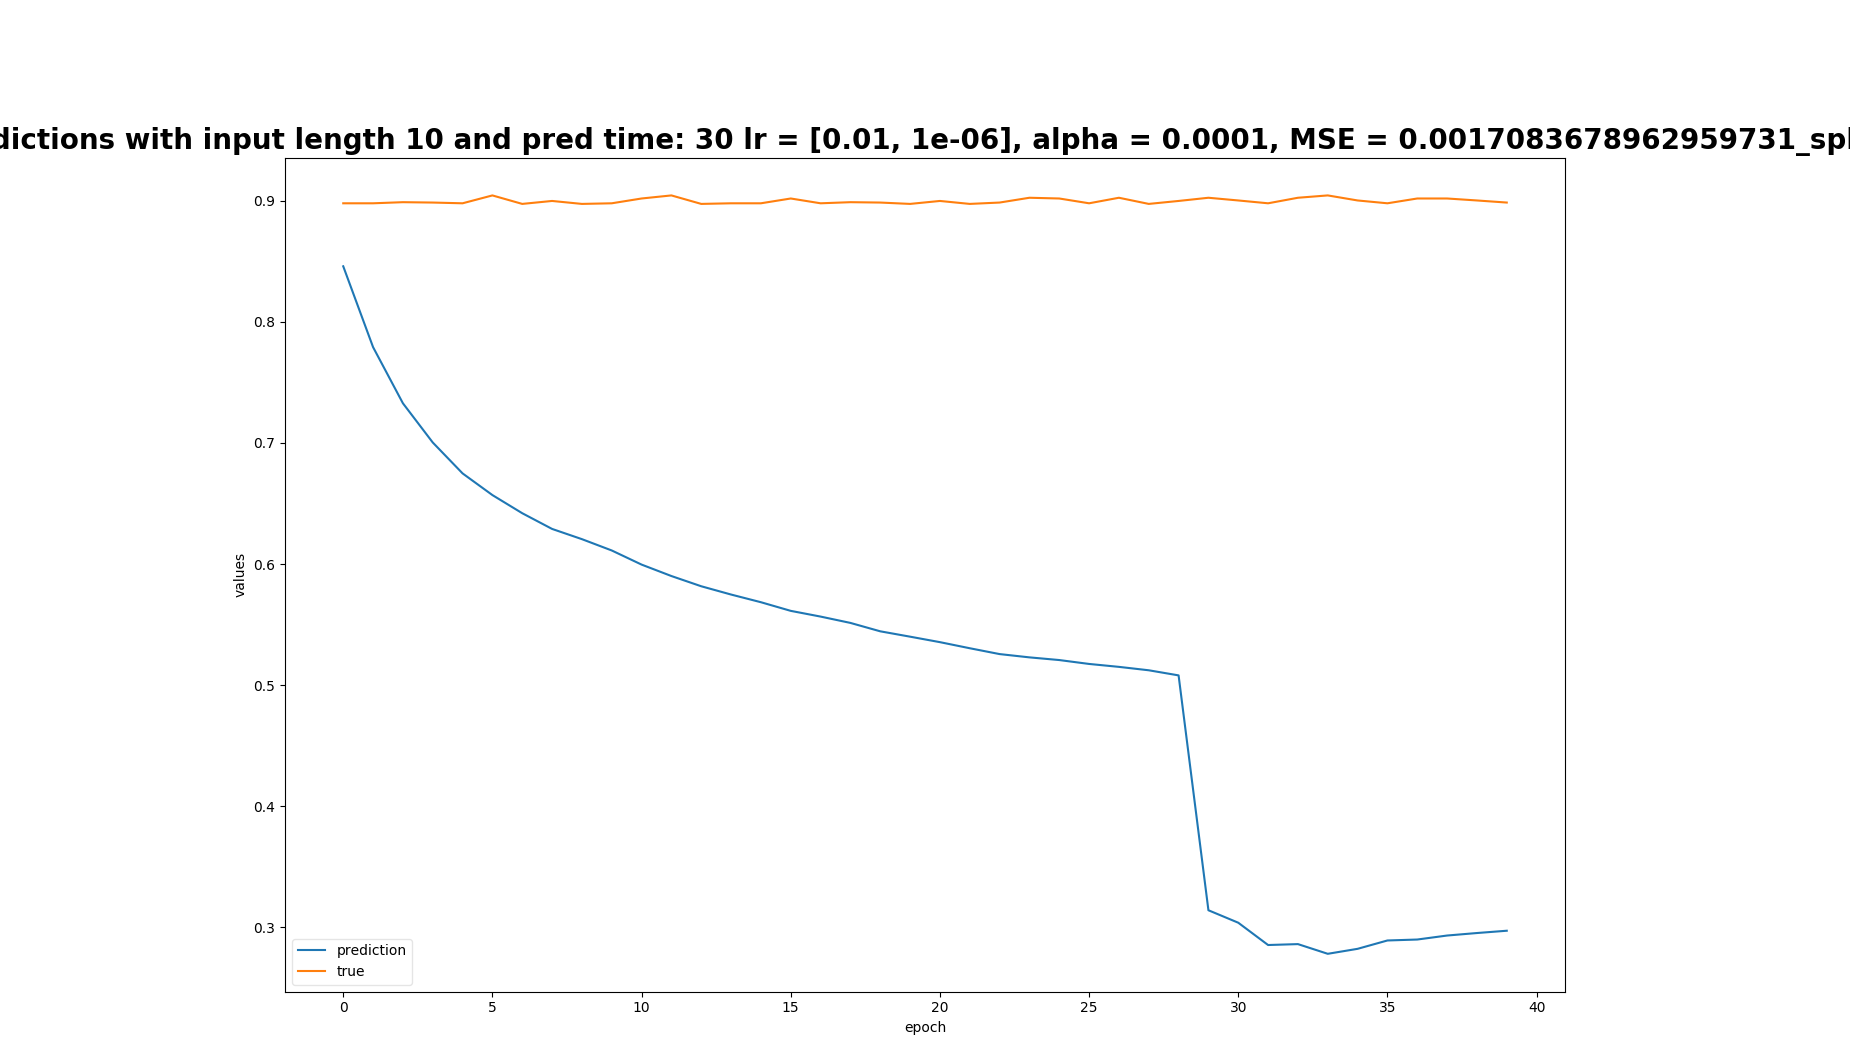 dictions with input length 10 and pred time: 30 lr = [0.01, 1e-06], alpha = 0.0001, MSE = 0.0017083678962959731_spl
0.9
0.8
0.7
0.6
0.5
0.4
0.3
values
prediction
true
0 5 10 15 20 25 30 35 40
epoch